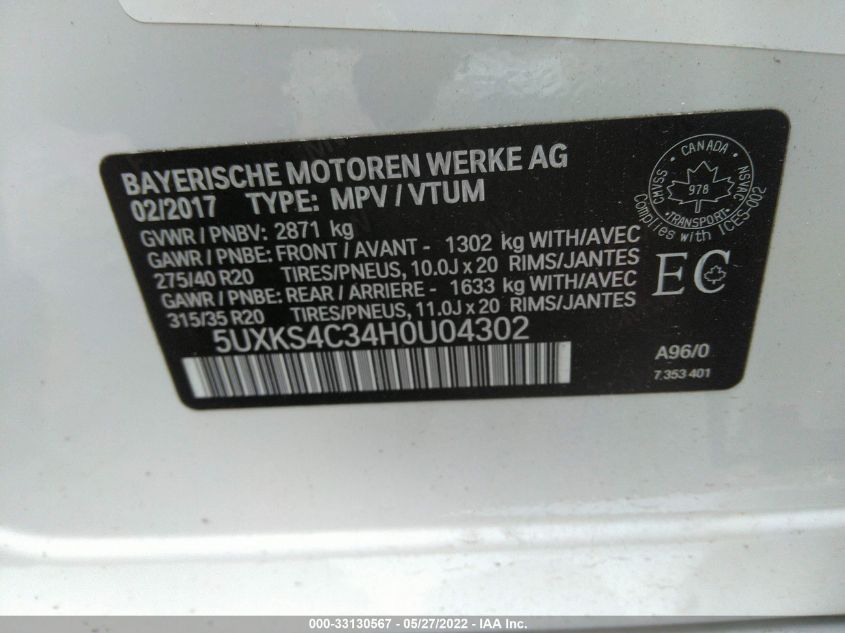 BAYERISCHE MOTOREN WERKE AG
02/2017 TYPE: MPV / VTUM
GVWR / PNBV: 2871 kg
GAWR / PNBE: FRONT / AVANT - 1302 kg WITH/AVEC
275/40 R20 TIRES/PNEUS, 10.0J x 20 RIMS/JANTES
GAWR / PNBE: REAR / ARRIERE - 1633 kg WITH/AVEC
315/35 R20 TIRES/PNEUS, 11.0J x 20 RIMS/JANTES
5UXKS4C34H0U04302
CANADA
CMVSS
NSVAC
978
TRANSPORT
Complies with ICES-002
EC
A96/0
7 353 401
000-33130567 - 05/27/2022 - IAA Inc.